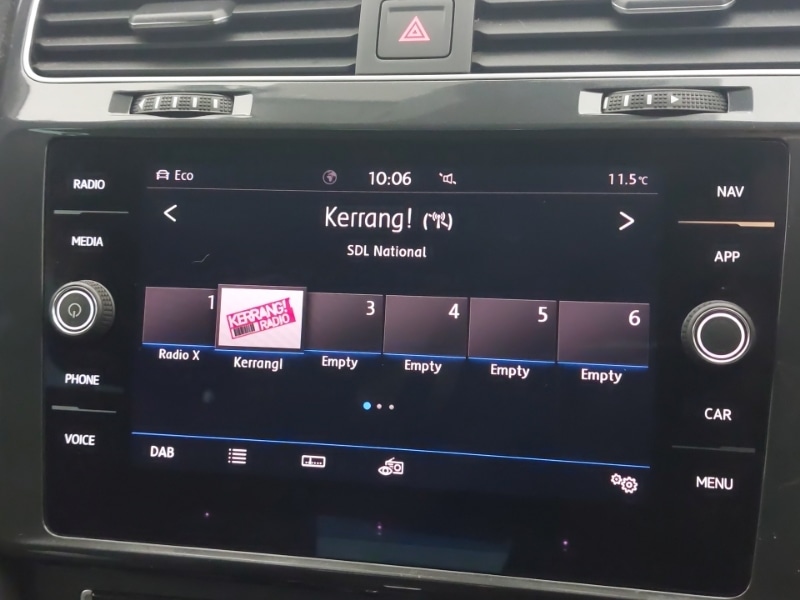 RADIO
MEDIA
PHONE
VOICE
Eco 10:06 11.5°C
< Kerrang! >
SDL National
1 3 4 5 6
KERRANG!
RADIO
Radio X Kerrang! Empty Empty Empty Empty
DAB
NAV
APP
CAR
MENU